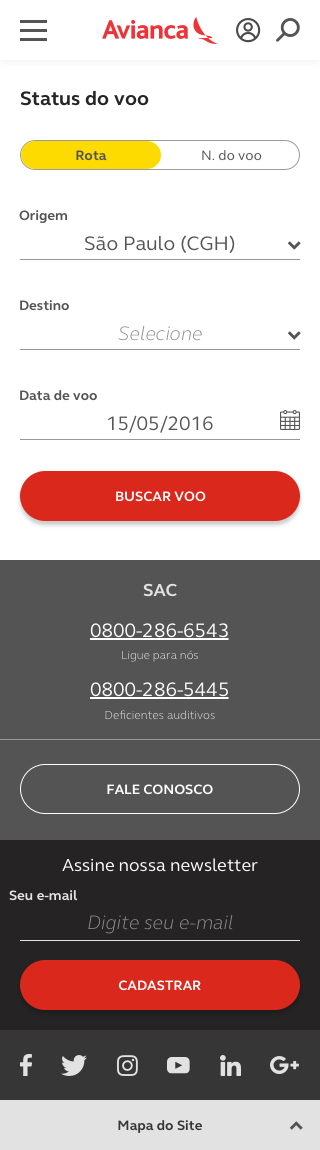 Avianca
Status do voo
Rota
N. do voo
Origem
São Paulo (CGH)
Destino
Selecione
Data de voo
15/05/2016
BUSCAR VOO
SAC
0800-286-6543
Ligue para nós
0800-286-5445
Deficientes auditivos
FALE CONOSCO
Assine nossa newsletter
Seu e-mail
Digite seu e-mail
CADASTRAR
f
in
G+
Mapa do Site